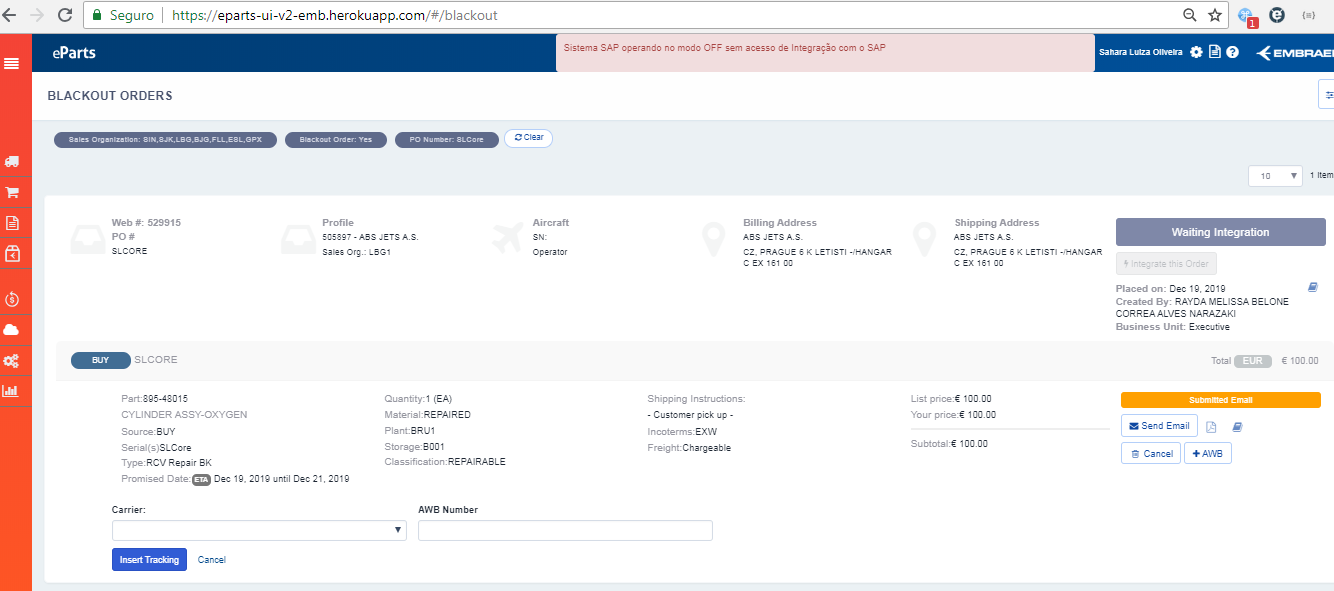 Seguro https://eparts-ui-v2-emb.herokuapp.com/#/blackout
1
eParts
Sistema SAP operando no modo OFF sem acesso de Integração com o SAP
Sahara Luiza Oliveira
EMBRAE
BLACKOUT ORDERS
Sales Organization: SIN,SJK,LBG,BJG,FLL,ESL,GPX
Blackout Order: Yes
PO Number: SLCore
Clear
10
1 Item
Web #: 529915
PO #
SLCORE
Profile
505897 - ABS JETS A.S.
Sales Org.: LBG1
Aircraft
SN:
Operator
Billing Address
ABS JETS A.S.
CZ, PRAGUE 6 K LETISTI -/HANGAR
C EX 161 00
Shipping Address
ABS JETS A.S.
CZ, PRAGUE 6 K LETISTI -/HANGAR
C EX 161 00
Waiting Integration
Integrate this Order
Placed on: Dec 19, 2019
Created By: RAYDA MELISSA BELONE
CORREA ALVES NARAZAKI
Business Unit: Executive
BUY SLCORE
Total EUR € 100.00
Part:895-48015
CYLINDER ASSY-OXYGEN
Source:BUY
Serial(s)SLCore
Type:RCV Repair BK
Promised Date: ETA Dec 19, 2019 until Dec 21, 2019
Quantity:1 (EA)
Material:REPAIRED
Plant:BRU1
Storage:B001
Classification:REPAIRABLE
Shipping Instructions:
- Customer pick up -
Incoterms:EXW
Freight:Chargeable
List price:€ 100.00
Your price:€ 100.00
Subtotal:€ 100.00
Submitted Email
Send Email
Cancel
+ AWB
Carrier:
AWB Number
Insert Tracking
Cancel